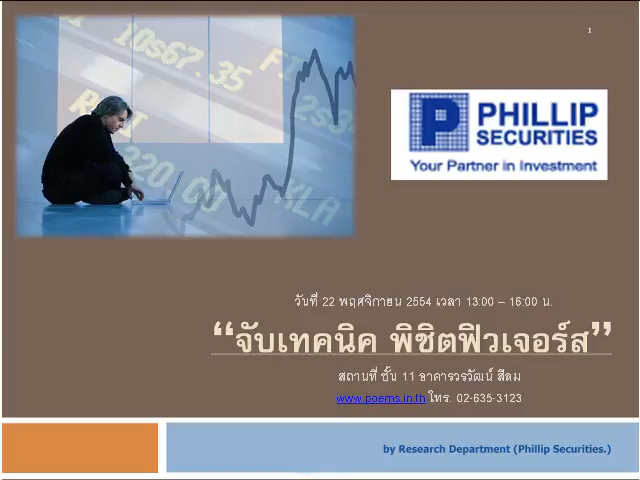 1
10s67.35
PHILLIP
SECURITIES
Your Partner in Investment
KLA
วันที่ 22 พฤศจิกายน 2554 เวลา 13:00 – 16:00 น.
“จับเทคนิค พิชิตฟิวเจอร์ส”
สถานที่ ชั้น 11 อาคารวรวัฒน์ สีลม
www.poems.in.th โทร. 02-635-3123
by Research Department (Phillip Securities.)